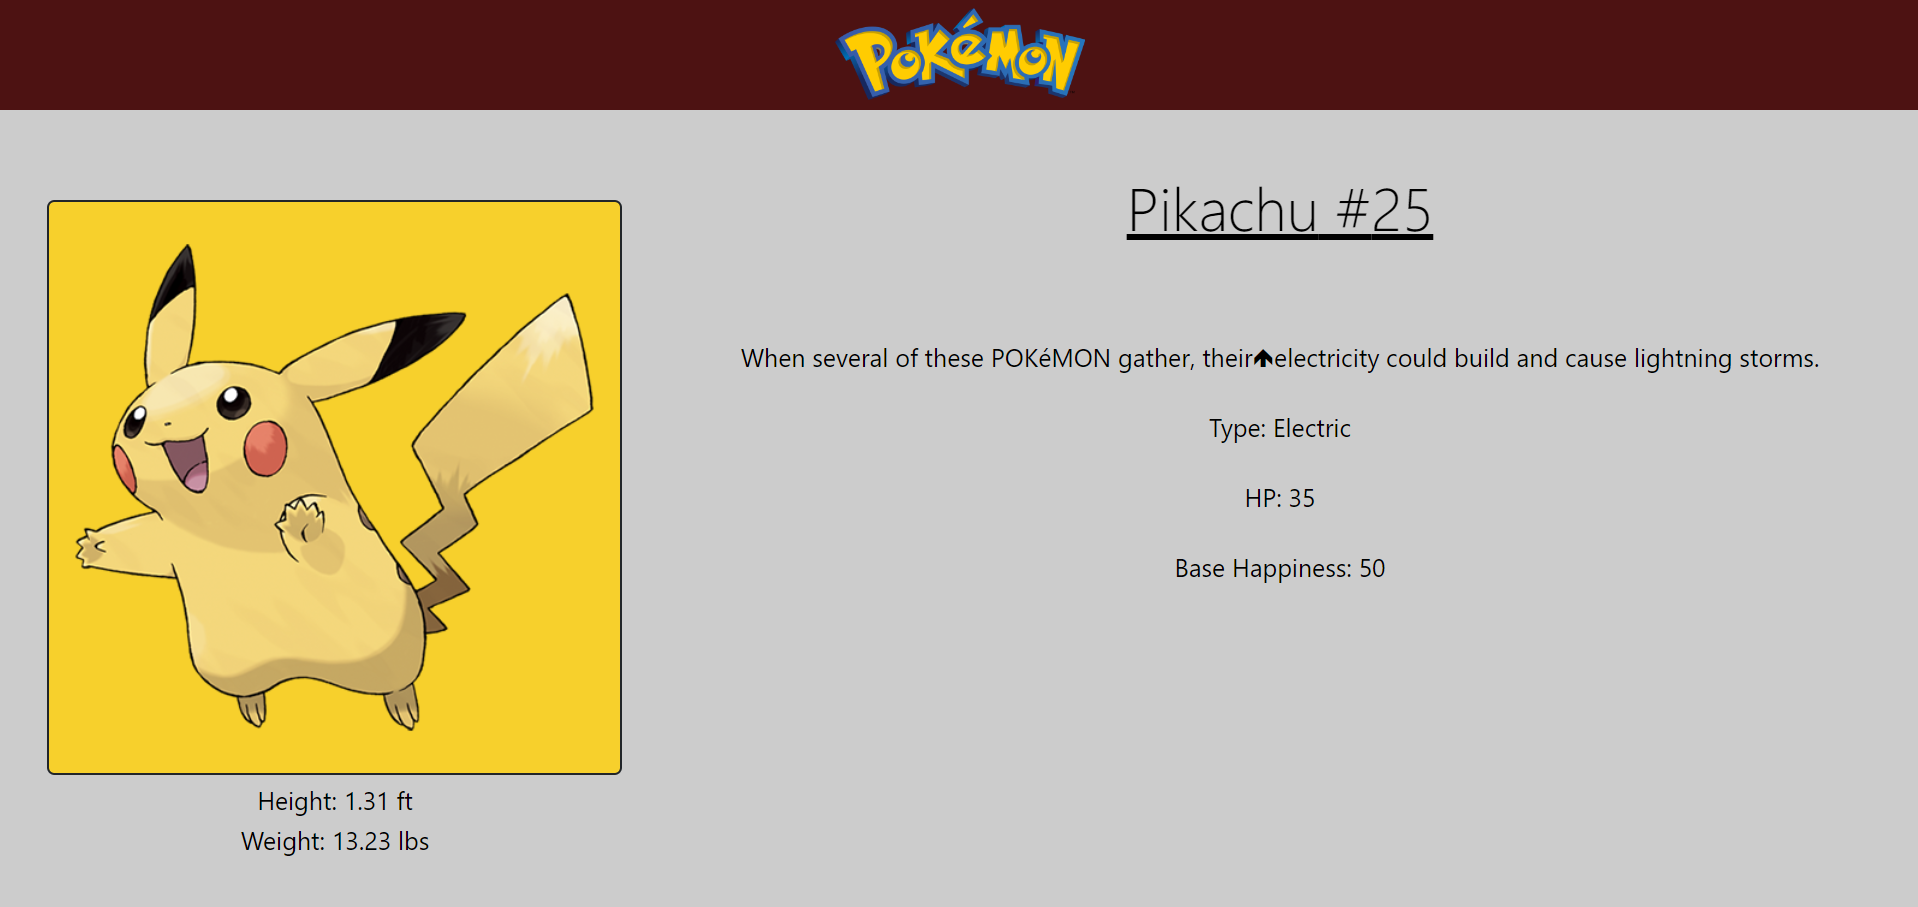 POKéMON
Pikachu #25
When several of these POKéMON gather, their🡅electricity could build and cause lightning storms.
Type: Electric
HP: 35
Base Happiness: 50
Height: 1.31 ft
Weight: 13.23 lbs